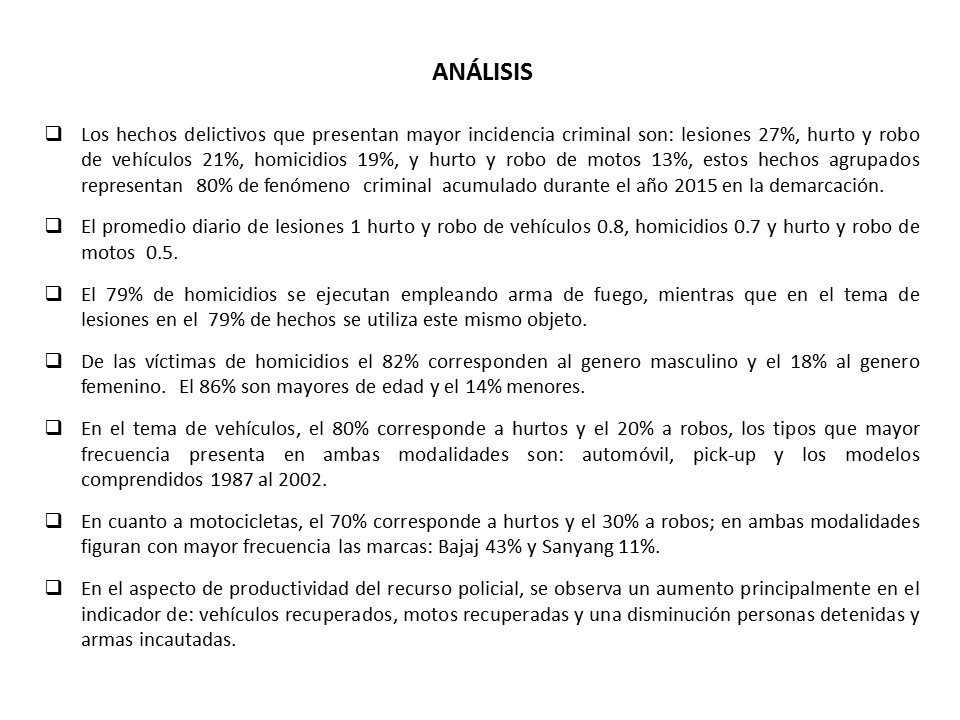 ANÁLISIS
❑ Los hechos delictivos que presentan mayor incidencia criminal son: lesiones 27%, hurto y robo
de vehículos 21%, homicidios 19%, y hurto y robo de motos 13%, estos hechos agrupados
representan 80% de fenómeno criminal acumulado durante el año 2015 en la demarcación.
❑ El promedio diario de lesiones 1 hurto y robo de vehículos 0.8, homicidios 0.7 y hurto y robo de
motos 0.5.
❑ El 79% de homicidios se ejecutan empleando arma de fuego, mientras que en el tema de
lesiones en el 79% de hechos se utiliza este mismo objeto.
❑ De las víctimas de homicidios el 82% corresponden al genero masculino y el 18% al genero
femenino. El 86% son mayores de edad y el 14% menores.
❑ En el tema de vehículos, el 80% corresponde a hurtos y el 20% a robos, los tipos que mayor
frecuencia presenta en ambas modalidades son: automóvil, pick-up y los modelos
comprendidos 1987 al 2002.
❑ En cuanto a motocicletas, el 70% corresponde a hurtos y el 30% a robos; en ambas modalidades
figuran con mayor frecuencia las marcas: Bajaj 43% y Sanyang 11%.
❑ En el aspecto de productividad del recurso policial, se observa un aumento principalmente en el
indicador de: vehículos recuperados, motos recuperadas y una disminución personas detenidas y
armas incautadas.